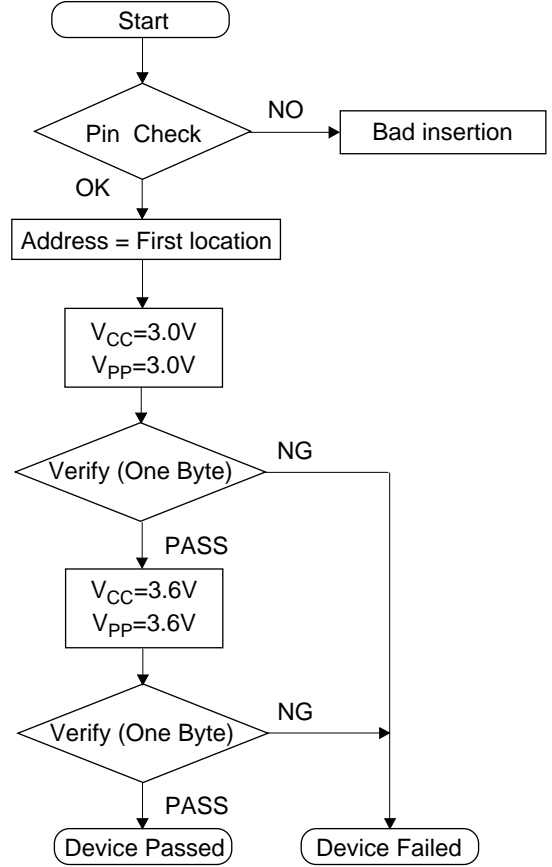 Start
Pin Check
NO
Bad insertion
OK
Address = First location
VCC=3.0V
VPP=3.0V
Verify (One Byte)
NG
PASS
VCC=3.6V
VPP=3.6V
Verify (One Byte)
NG
PASS
Device Passed
Device Failed